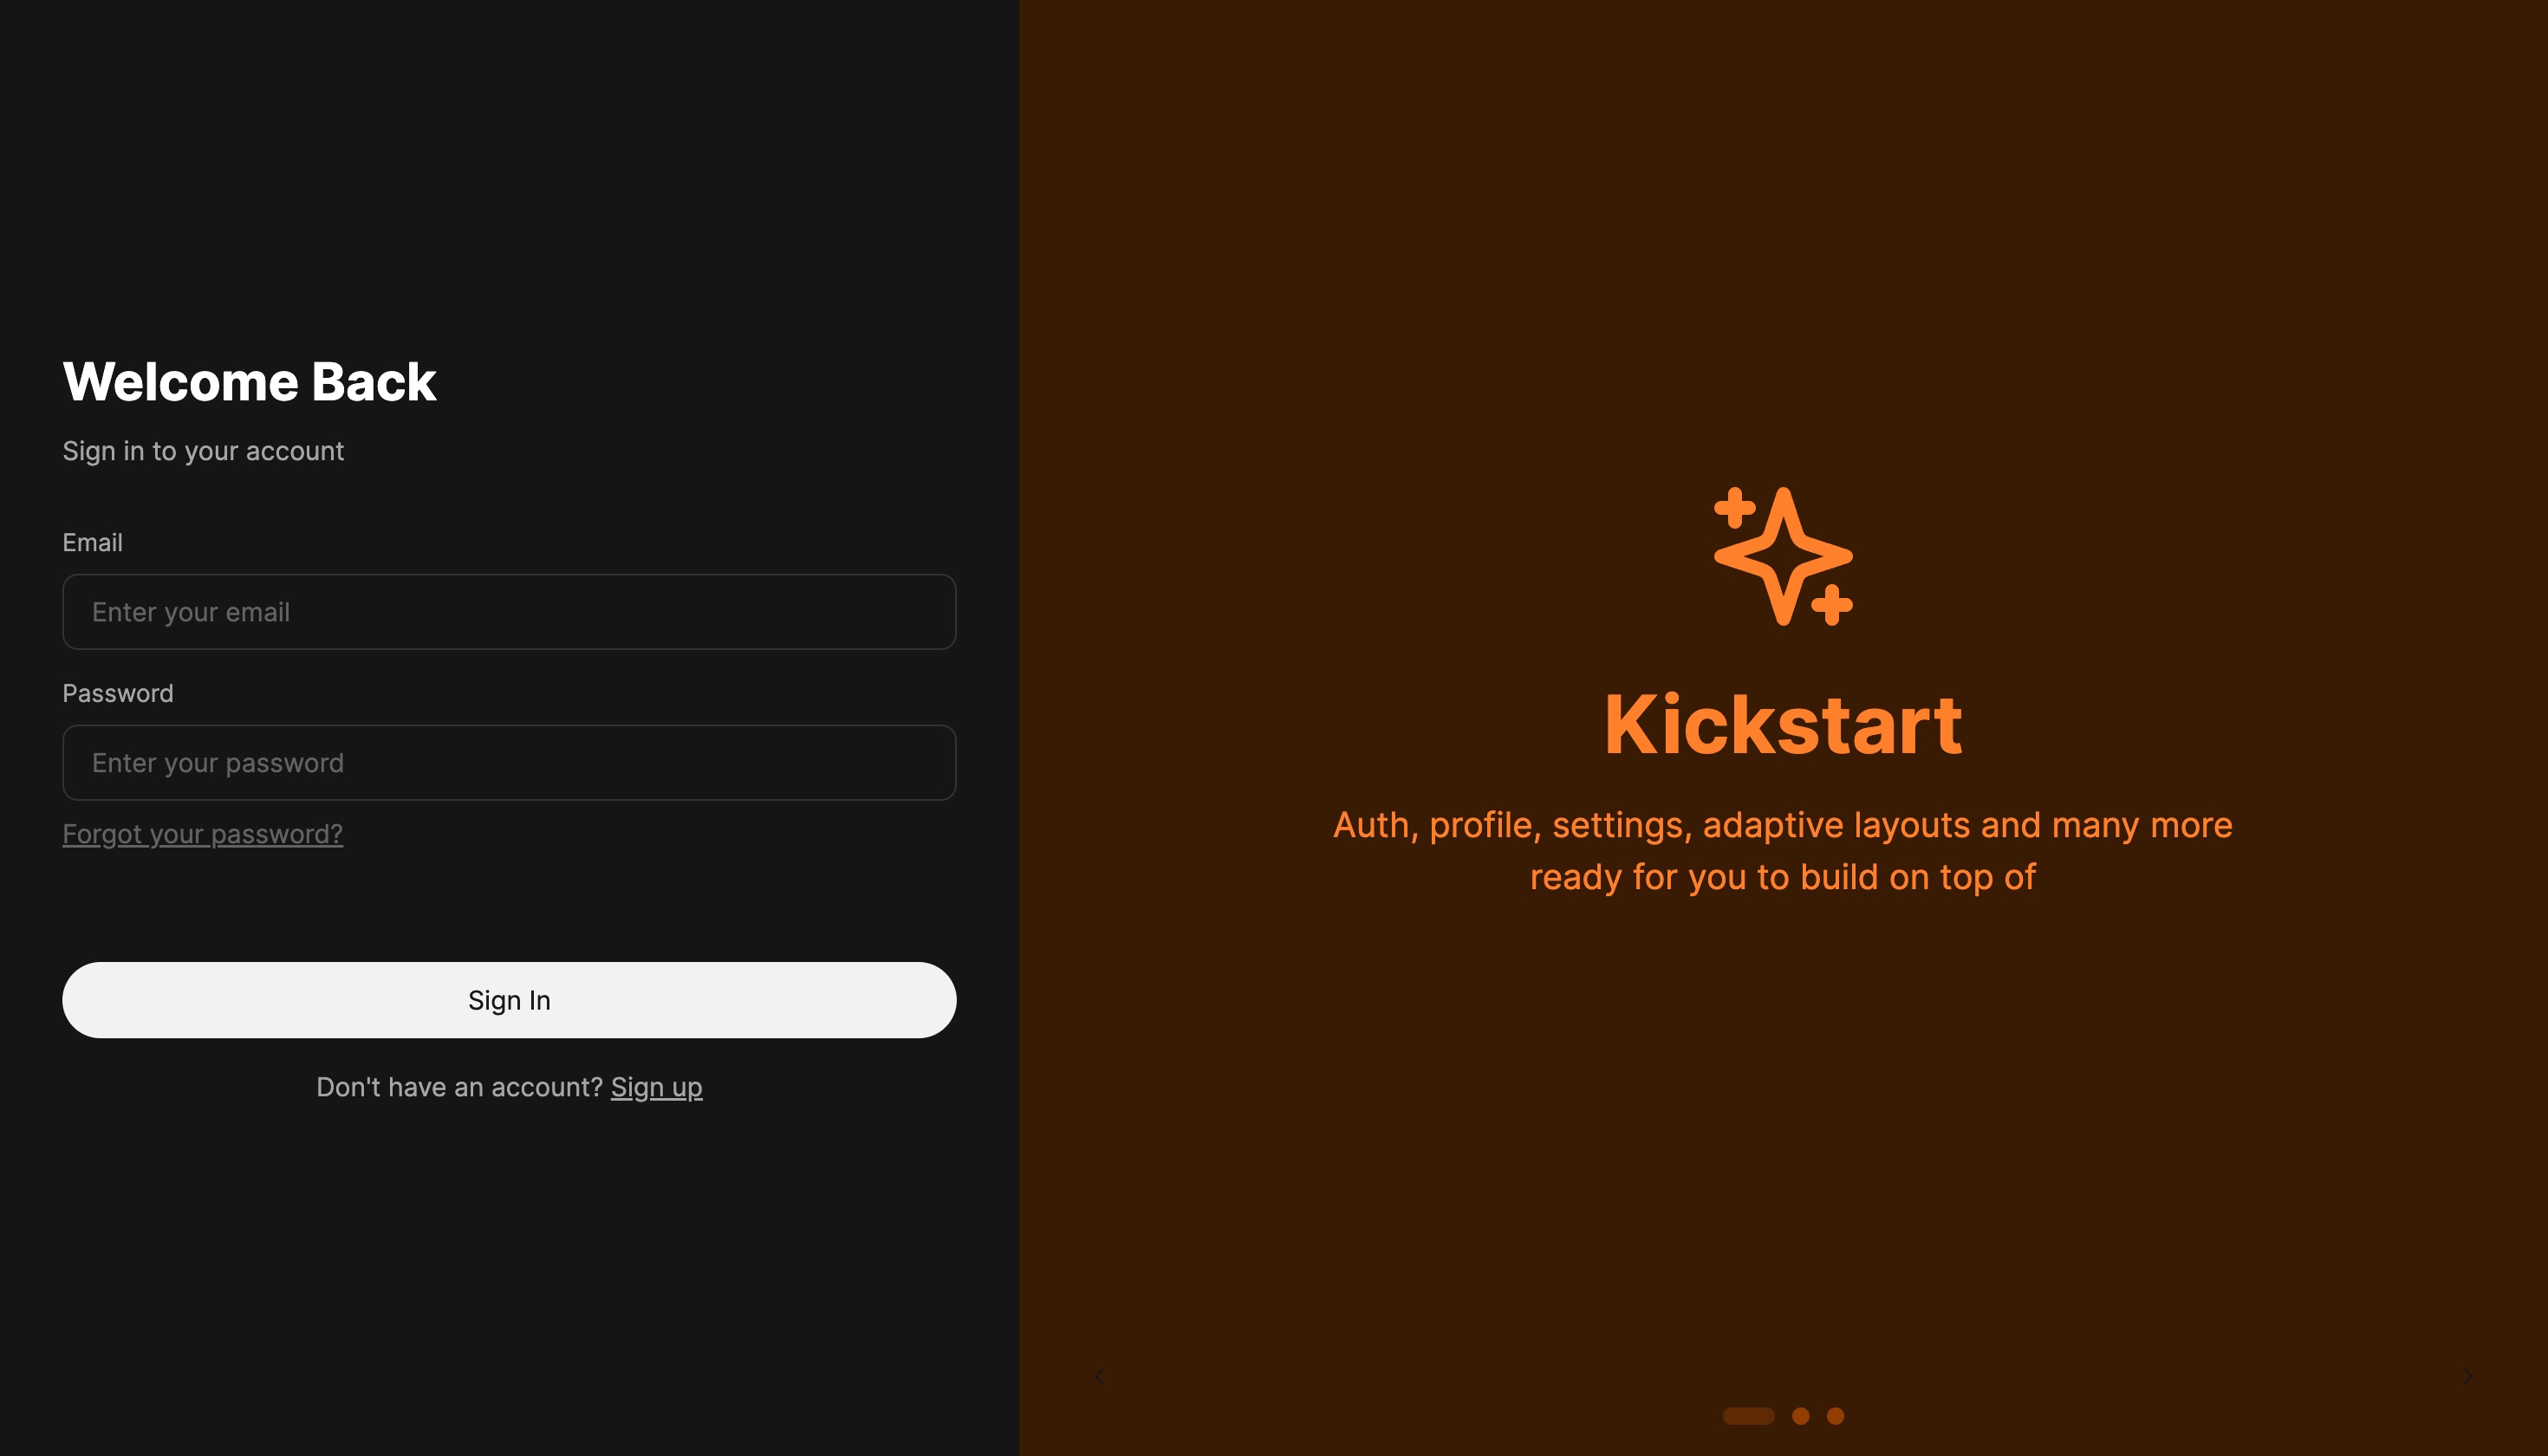 Welcome Back
Sign in to your account
Email
Enter your email
Password
Enter your password
Forgot your password?
Sign In
Don't have an account? Sign up
Kickstart
Auth, profile, settings, adaptive layouts and many more
ready for you to build on top of